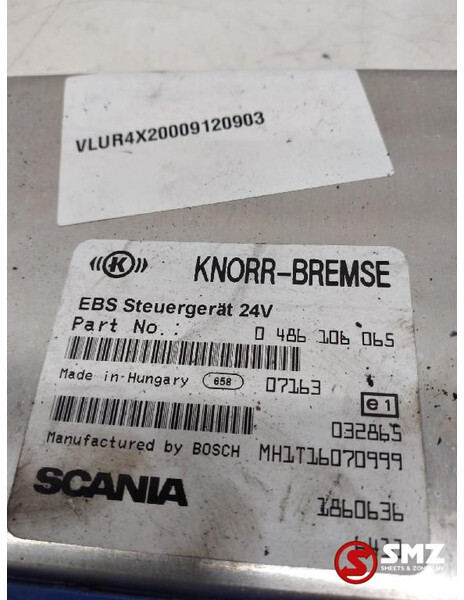 VLUR4X20009120903
KNORR-BREMSE
EBS Steuergerät 24V
Part No.: 0 486 106 065
Made in Hungary 658 07163
e1
032865
Manufactured by BOSCH MH1T16070999
SCANIA 1860636
SMZ
SMEETS & ZONEN